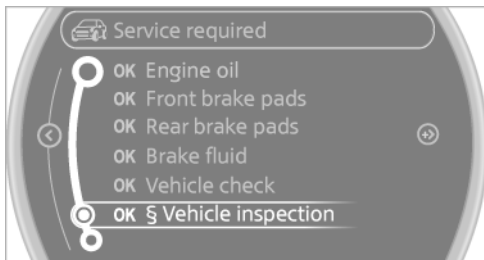 Service required
OK Engine oil
OK Front brake pads
OK Rear brake pads
OK Brake fluid
OK Vehicle check
OK § Vehicle inspection